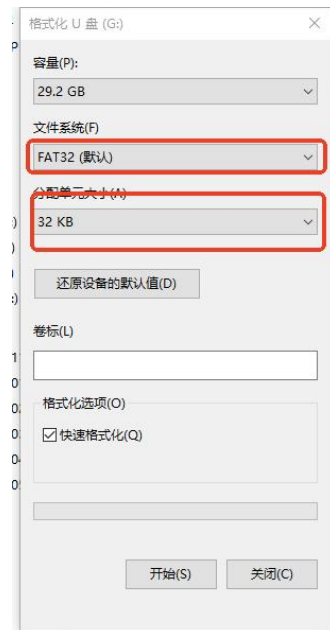 格式化 U 盘 (G:)
容量(P):
29.2 GB
文件系统(F)
FAT32 (默认)
分配单元大小(A)
32 KB
还原设备的默认值(D)
卷标(L)
格式化选项(O)
快速格式化(Q)
开始(S)
关闭(C)